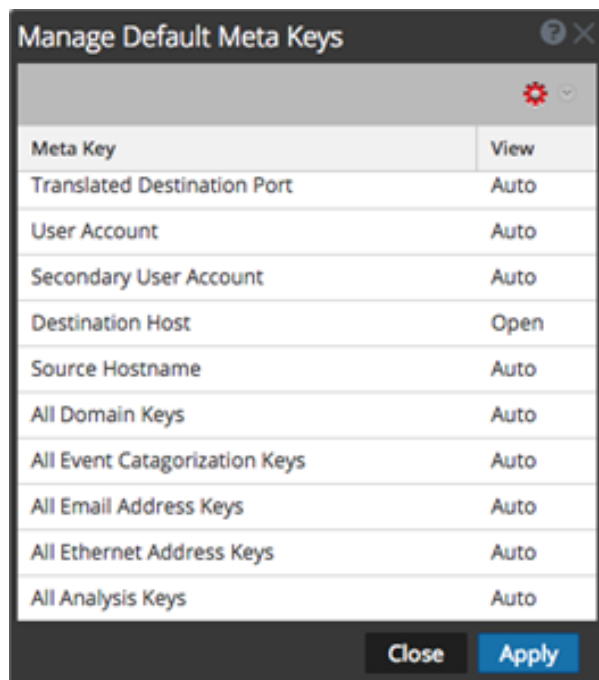 Manage Default Meta Keys
Meta Key View
Translated Destination Port Auto
User Account Auto
Secondary User Account Auto
Destination Host Open
Source Hostname Auto
All Domain Keys Auto
All Event Catagorization Keys Auto
All Email Address Keys Auto
All Ethernet Address Keys Auto
All Analysis Keys Auto
Close Apply